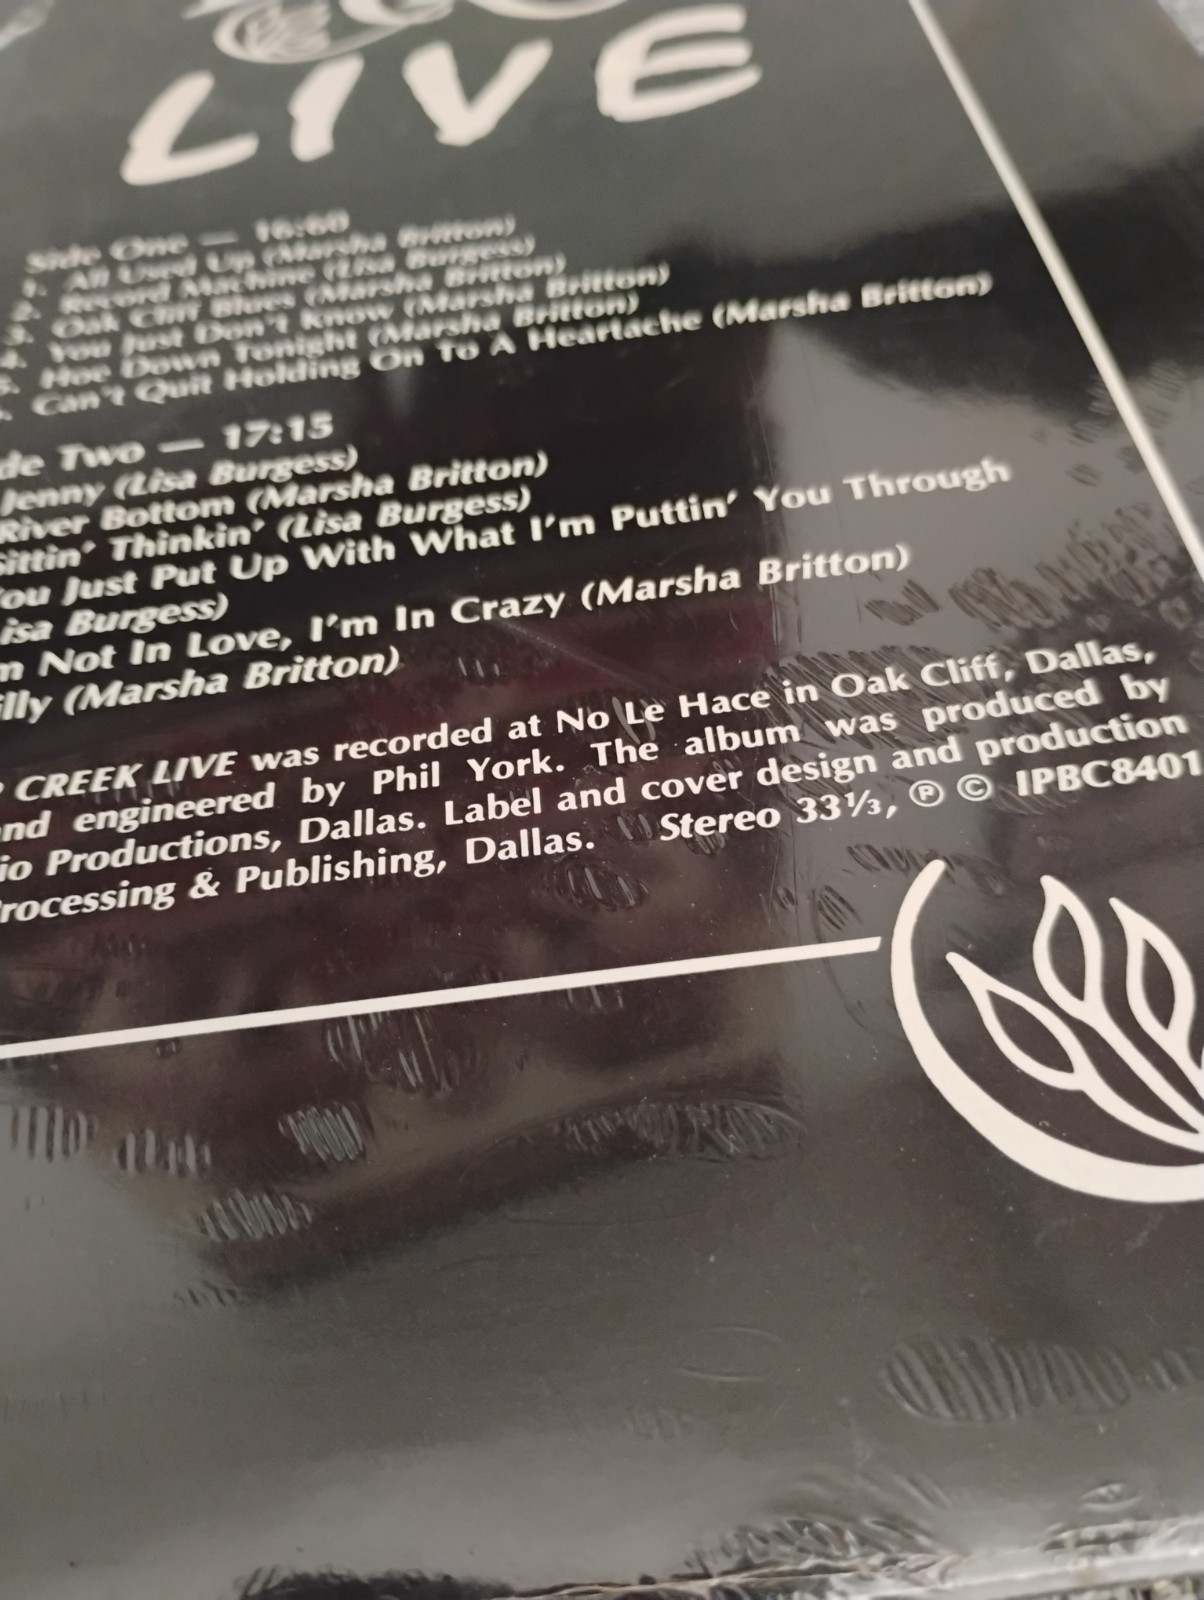 LIVE
Side One — 16:60
1. All Used Up (Marsha Britton)
2. Record Machine (Lisa Burgess)
3. Oak Cliff Blues (Marsha Britton)
4. You Just Don't Know (Marsha Britton)
5. Hoe Down Tonight (Marsha Britton)
Can't Quit Holding On To A Heartache (Marsha Britton)
de Two — 17:15
Jenny (Lisa Burgess)
River Bottom (Marsha Britton)
ittin' Thinkin' (Lisa Burgess)
ou Just Put Up With What I'm Puttin' You Through
isa Burgess)
m Not In Love, I'm In Crazy (Marsha Britton)
illy (Marsha Britton)
CREEK LIVE was recorded at No Le Hace in Oak Cliff, Dallas,
nd engineered by Phil York. The album was produced by
io Productions, Dallas. Label and cover design and production
rocessing & Publishing, Dallas. Stereo 33⅓, ℗ © IPBC8401